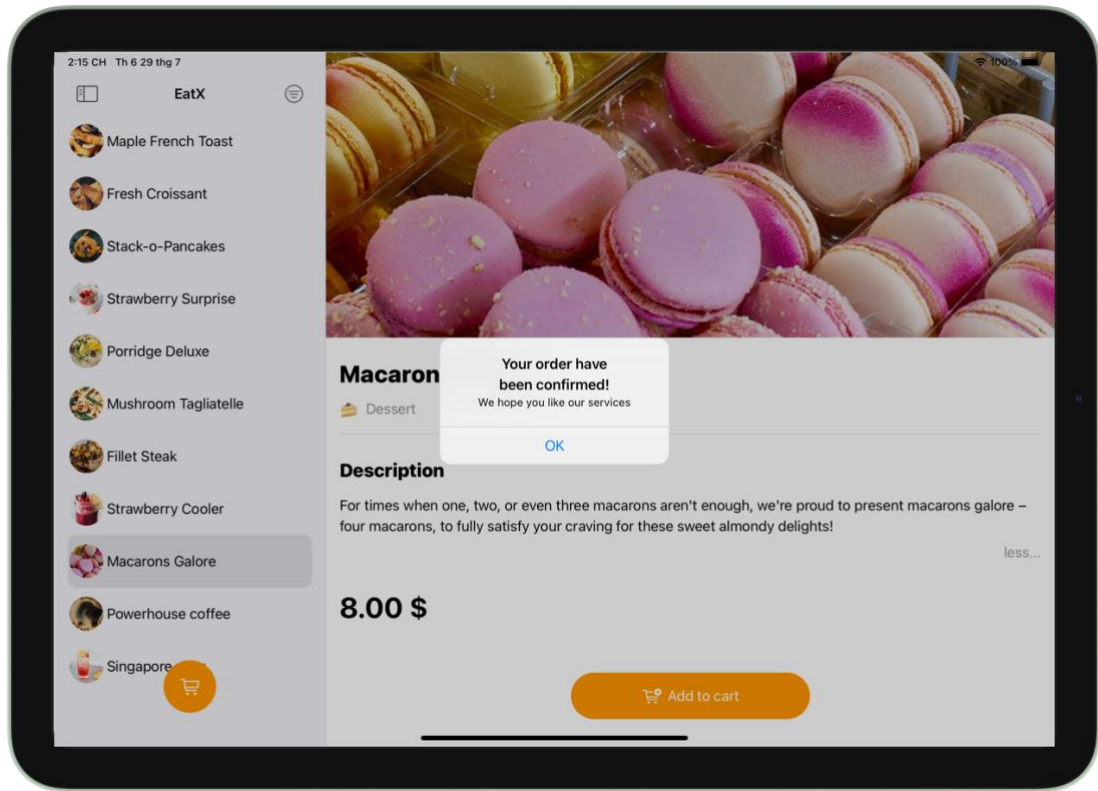 2:15 CH Th 6 29 thg 7
100%
EatX
Maple French Toast
Fresh Croissant
Stack-o-Pancakes
Strawberry Surprise
Porridge Deluxe
Mushroom Tagliatelle
Fillet Steak
Strawberry Cooler
Macarons Galore
Powerhouse coffee
Singapore
Macaron
Dessert
Your order have
been confirmed!
We hope you like our services
OK
Description
For times when one, two, or even three macarons aren't enough, we're proud to present macarons galore –
four macarons, to fully satisfy your craving for these sweet almondy delights!
less...
8.00 $
Add to cart